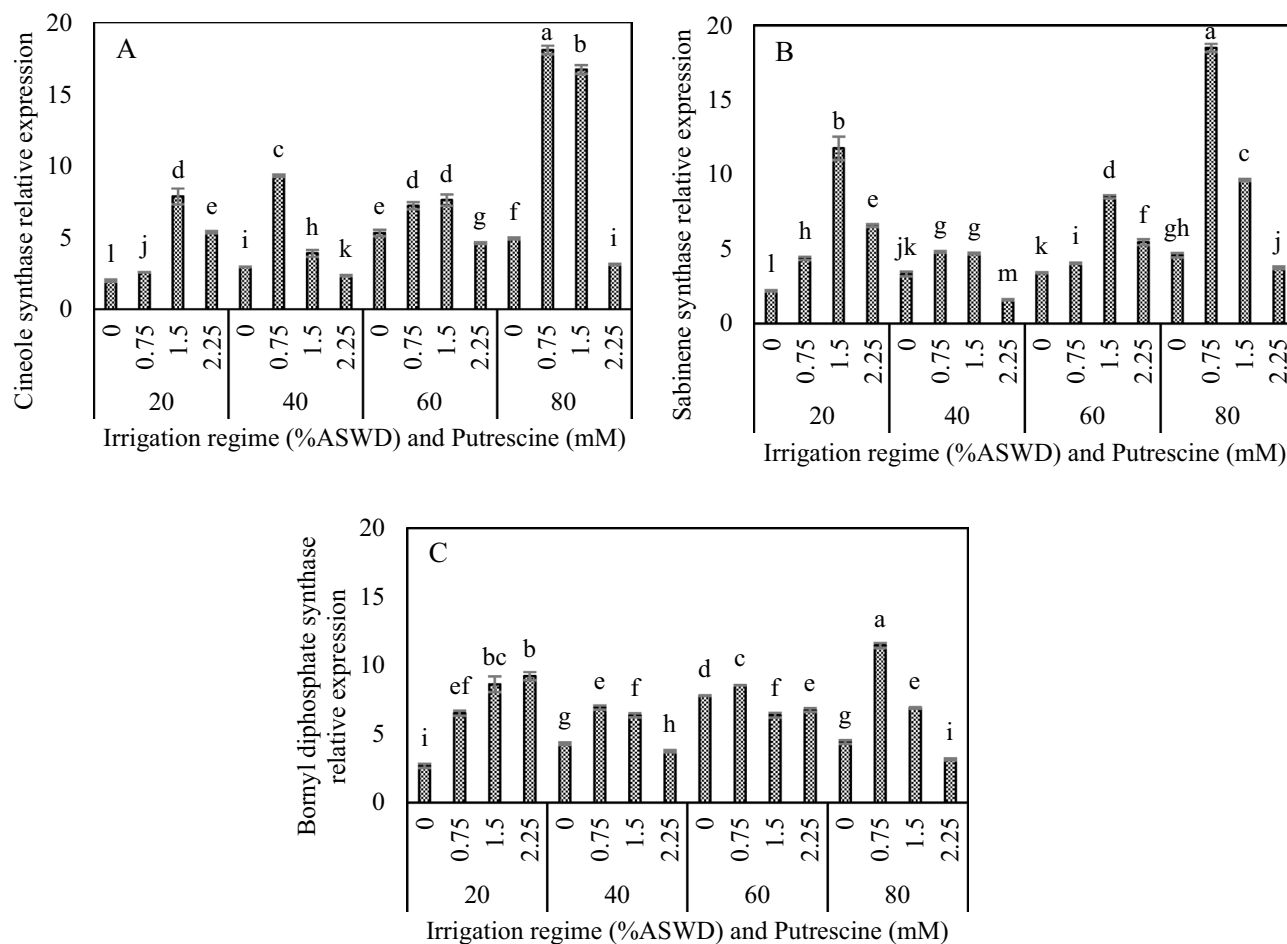 Cineole synthase relative expression
A
20
15
10
5
0
l
j
d
e
i
c
h
k
e
d
d
g
f
a
b
i
0
0.75
1.5
2.25
0
0.75
1.5
2.25
0
0.75
1.5
2.25
0
0.75
1.5
2.25
20
40
60
80
Irrigation regime (%ASWD) and Putrescine (mM)
Sabinene synthase relative expression
B
20
15
10
5
0
l
h
b
e
jk
g
g
m
k
i
d
f
gh
a
c
j
0
0.75
1.5
2.25
0
0.75
1.5
2.25
0
0.75
1.5
2.25
0
0.75
1.5
2.25
20
40
60
80
Irrigation regime (%ASWD) and Putrescine (mM)
Bornyl diphosphate synthase
relative expression
C
20
15
10
5
0
i
ef
bc
b
g
e
f
h
d
c
f
e
g
a
e
i
0
0.75
1.5
2.25
0
0.75
1.5
2.25
0
0.75
1.5
2.25
0
0.75
1.5
2.25
20
40
60
80
Irrigation regime (%ASWD) and Putrescine (mM)